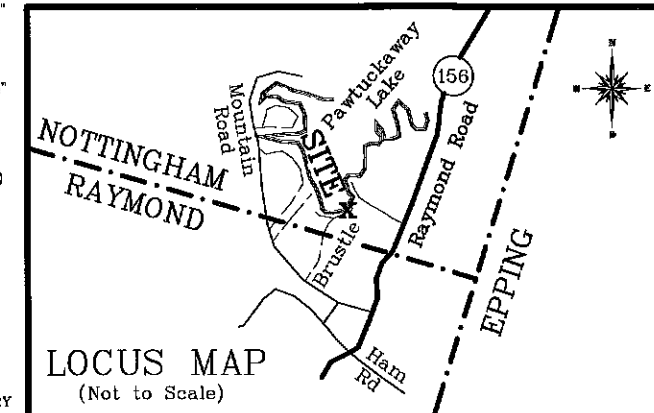 N
W E
S
156
Pawtuckaway
Lake
Mountain
Road
SITE
NOTTINGHAM
RAYMOND
Raymond Road
Brustle
EPPING
LOCUS MAP
(Not to Scale)
Ham
Rd
RY